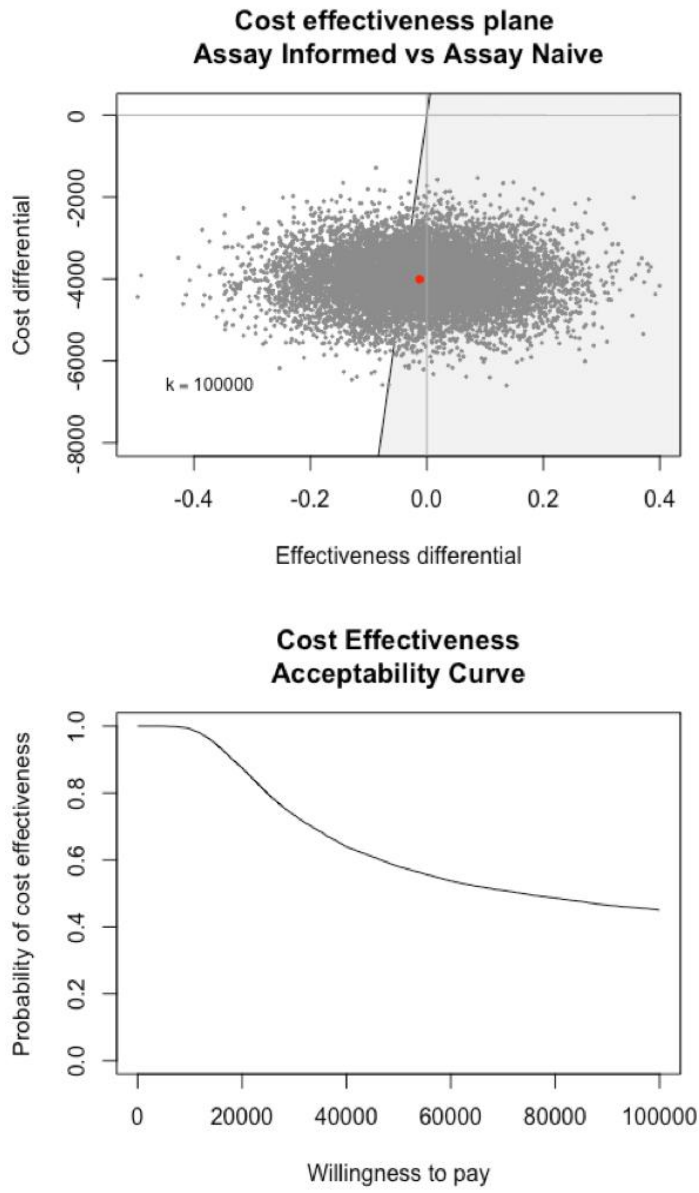 Cost effectiveness plane
Assay Informed vs Assay Naive
Cost differential
0
-2000
-4000
-6000
-8000
k = 100000
-0.4 -0.2 0.0 0.2 0.4
Effectiveness differential
Cost Effectiveness
Acceptability Curve
Probability of cost effectiveness
1.0
0.8
0.6
0.4
0.2
0.0
0 20000 40000 60000 80000 100000
Willingness to pay